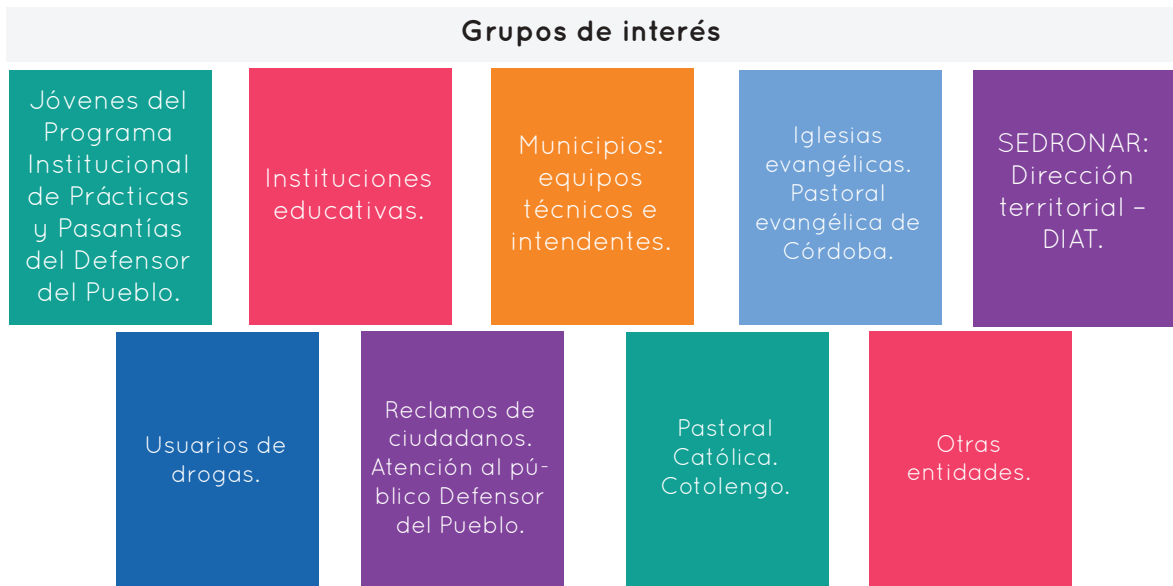 Grupos de interés
Jóvenes del
Programa
Institucional
de Prácticas
y Pasantías
del Defensor
del Pueblo.
Instituciones
educativas.
Municipios:
equipos
técnicos e
intendentes.
Iglesias
evangélicas.
Pastoral
evangélica de
Córdoba.
SEDRONAR:
Dirección
territorial –
DIAT.
Usuarios de
drogas.
Reclamos de
ciudadanos.
Atención al pú-
blico Defensor
del Pueblo.
Pastoral
Católica.
Cotolengo.
Otras
entidades.